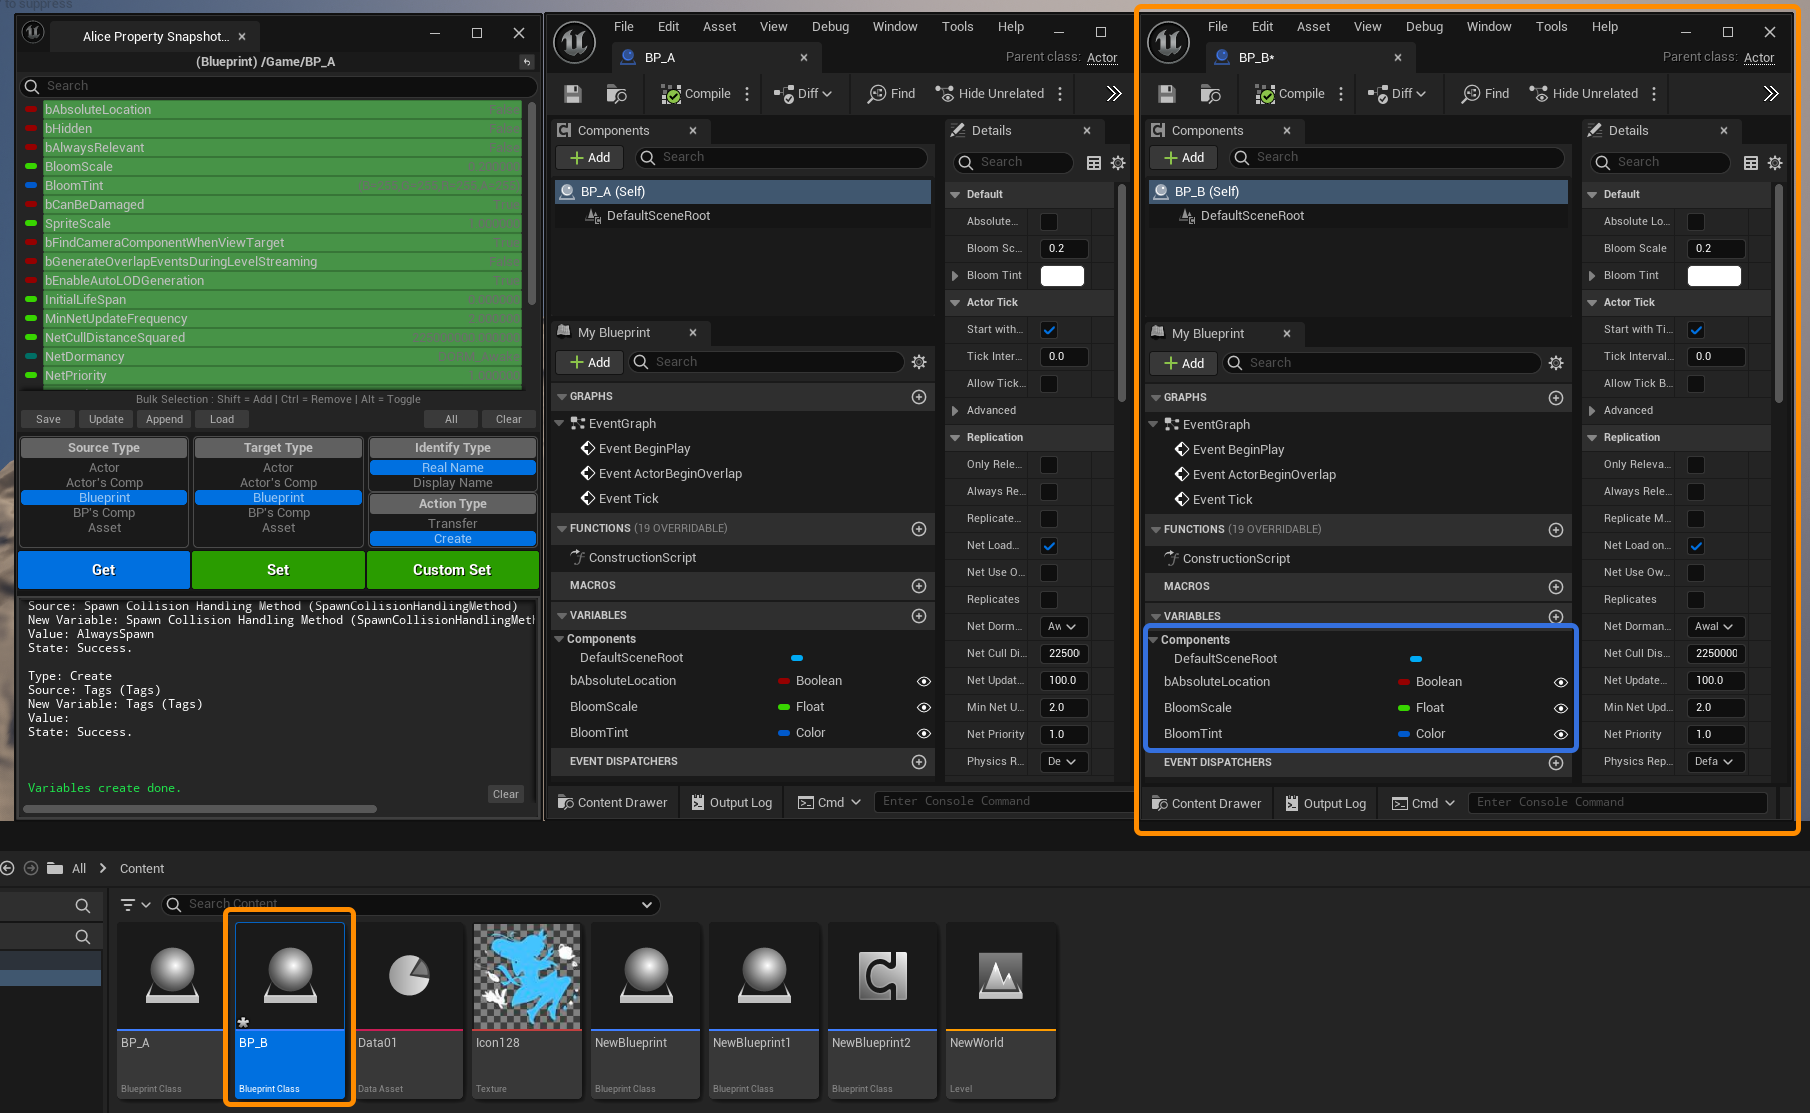 to suppress
Alice Property Snapshot...
(Blueprint) /Game/BP_A
Search
bAbsoluteLocation False
bHidden False
bAlwaysRelevant False
BloomScale 0.200000
BloomTint (B=255,G=255,R=255,A=255)
bCanBeDamaged True
SpriteScale 1.000000
bFindCameraComponentWhenViewTarget True
bGenerateOverlapEventsDuringLevelStreaming False
bEnableAutoLODGeneration True
InitialLifeSpan 0.000000
MinNetUpdateFrequency 2.000000
NetCullDistanceSquared 225000000.000000
NetDormancy DORM_Awake
NetPriority 1.000000
Bulk Selection : Shift = Add | Ctrl = Remove | Alt = Toggle
Save Update Append Load All Clear
Source Type
Actor
Actor's Comp
Blueprint
BP's Comp
Asset
Target Type
Actor
Actor's Comp
Blueprint
BP's Comp
Asset
Identify Type
Real Name
Display Name
Action Type
Transfer
Create
Get Set Custom Set
Source: Spawn Collision Handling Method (SpawnCollisionHandlingMethod)
New Variable: Spawn Collision Handling Method (SpawnCollisionHandlingMeth
Value: AlwaysSpawn
State: Success.
Type: Create
Source: Tags (Tags)
New Variable: Tags (Tags)
Value:
State: Success.
Variables create done.
Clear
File Edit Asset View Debug Window Tools Help
BP_A
Parent class: Actor
Compile Diff Find Hide Unrelated
Components
Add Search
BP_A (Self)
DefaultSceneRoot
My Blueprint
Add Search
GRAPHS
EventGraph
Event BeginPlay
Event ActorBeginOverlap
Event Tick
FUNCTIONS (19 OVERRIDABLE)
ConstructionScript
MACROS
VARIABLES
Components
DefaultSceneRoot
bAbsoluteLocation Boolean
BloomScale Float
BloomTint Color
EVENT DISPATCHERS
Details
Search
Default
Absolute...
Bloom Sc... 0.2
Bloom Tint
Actor Tick
Start with...
Tick Inter... 0.0
Allow Tick...
Advanced
Replication
Only Rele...
Always Re...
Replicate...
Net Load...
Net Use O...
Replicates
Net Dorm... Aw
Net Cull Di... 22500
Net Updat... 100.0
Min Net U... 2.0
Net Priority 1.0
Physics R... De
Content Drawer Output Log Cmd Enter Console Command
File Edit Asset View Debug Window Tools Help
BP_B*
Parent class: Actor
Compile Diff Find Hide Unrelated
Components
Add Search
BP_B (Self)
DefaultSceneRoot
My Blueprint
Add Search
GRAPHS
EventGraph
Event BeginPlay
Event ActorBeginOverlap
Event Tick
FUNCTIONS (19 OVERRIDABLE)
ConstructionScript
MACROS
VARIABLES
Components
DefaultSceneRoot
bAbsoluteLocation Boolean
BloomScale Float
BloomTint Color
EVENT DISPATCHERS
Details
Search
Default
Absolute Lo...
Bloom Scale 0.2
Bloom Tint
Actor Tick
Start with Ti...
Tick Interval... 0.0
Allow Tick B...
Advanced
Replication
Only Releva...
Always Rele...
Replicate M...
Net Load on...
Net Use Ow...
Replicates
Net Dorman... Awal
Net Cull Dis... 2250000
Net Update... 100.0
Min Net Upd... 2.0
Net Priority 1.0
Physics Rep... Defa
Content Drawer Output Log Cmd Enter Console Command
All Content
Search Content
BP_A
Blueprint Class
BP_B
Blueprint Class
Data01
Data Asset
Icon128
Texture
NewBlueprint
Blueprint Class
NewBlueprint1
Blueprint Class
NewBlueprint2
Blueprint Class
NewWorld
Level